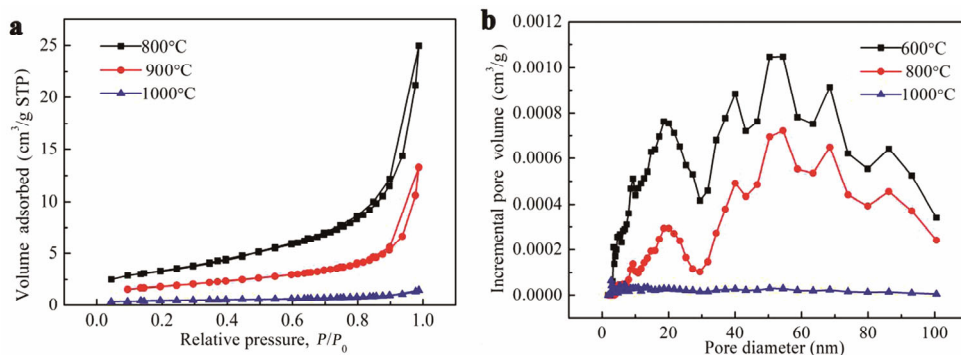 a
800°C
900°C
1000°C
Volume adsorbed (cm³/g STP)
25
20
15
10
5
0
0.0 0.2 0.4 0.6 0.8 1.0
Relative pressure, P/P₀
b
600°C
800°C
1000°C
Incremental pore volume (cm³/g)
0.0012
0.0010
0.0008
0.0006
0.0004
0.0002
0.0000
0 20 40 60 80 100
Pore diameter (nm)